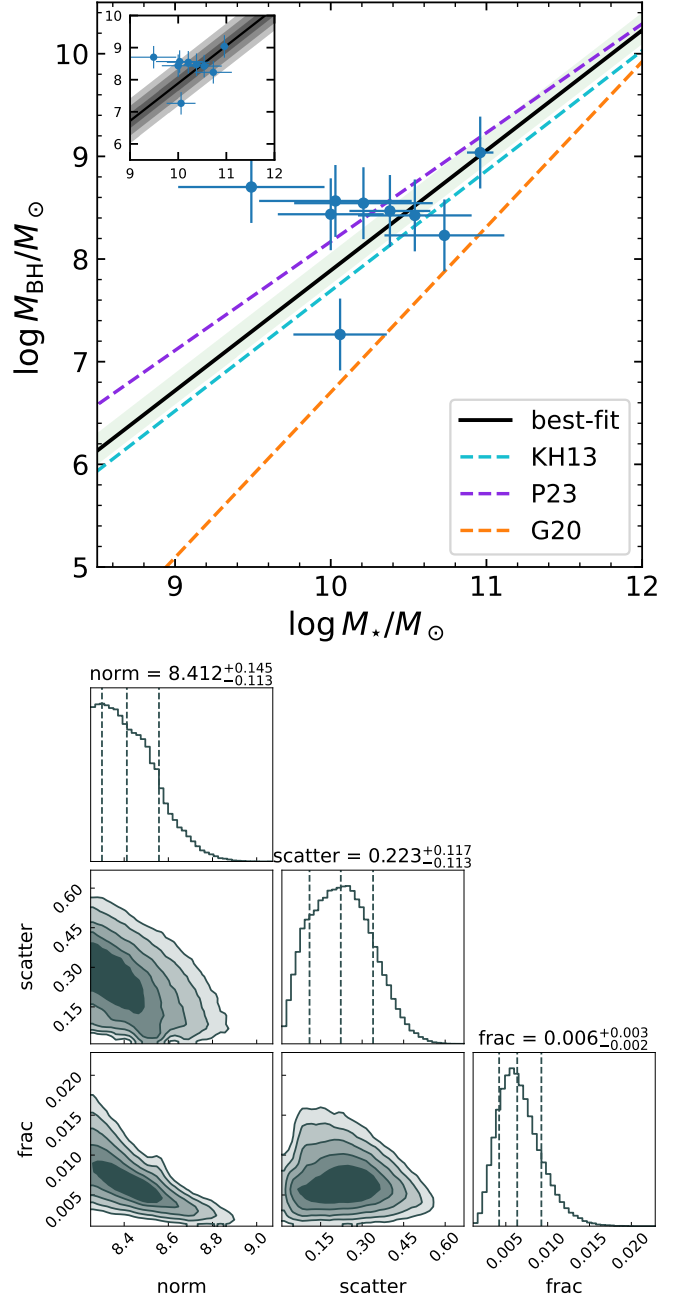 10
9
8
7
6
9 10 11 12
10
9
8
7
6
5
log M_BH/M_⊙
best-fit
KH13
P23
G20
9 10 11 12
log M_⋆/M_⊙
norm = 8.412^{+0.145}_{−0.113}
scatter = 0.223^{+0.117}_{−0.113}
0.60
0.45
0.30
0.15
scatter
frac = 0.006^{+0.003}_{−0.002}
0.020
0.015
0.010
0.005
frac
8.4 8.6 8.8 9.0 0.15 0.30 0.45 0.60 0.005 0.010 0.015 0.020
norm scatter frac